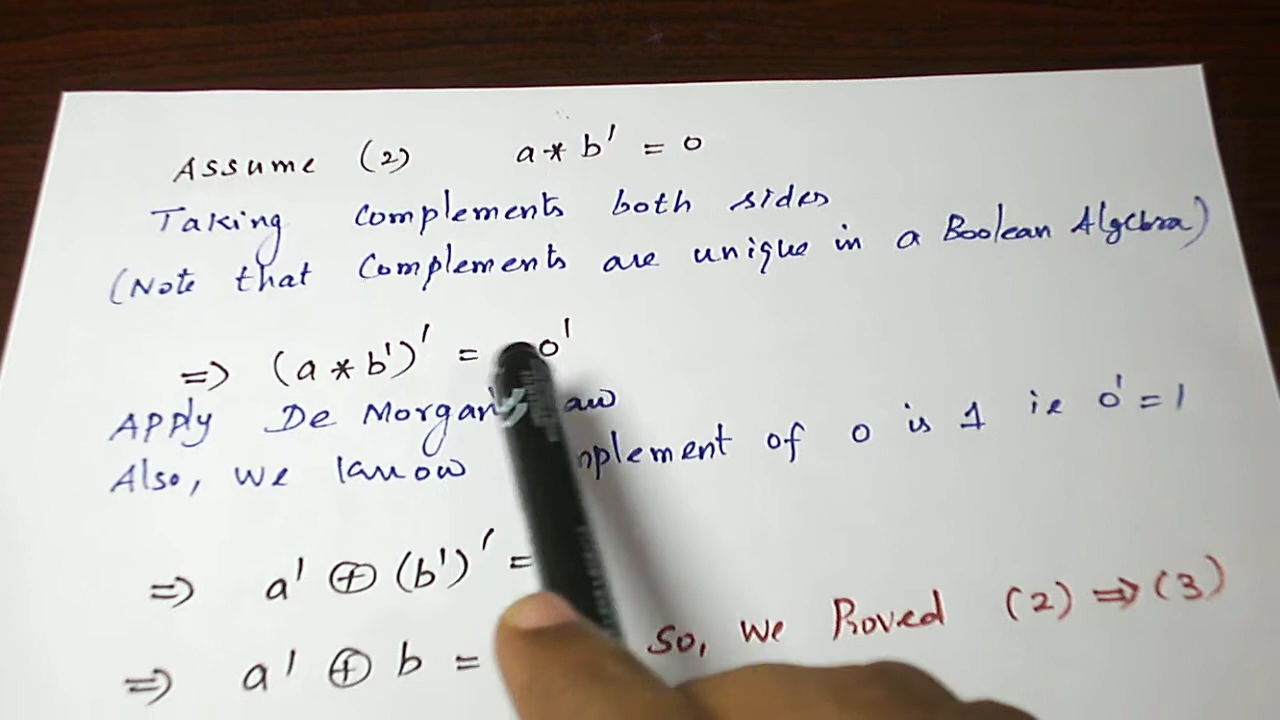 Assume (2) a * b' = 0
Taking complements both sides
(Note that complements are unique in a Boolean Algebra)
=> (a * b')' = 0'
Apply De Morgan's
Also, we know of 0 is 1 ie 0' = 1
=> a' ⊕ (b')' =
=> a' ⊕ b = So, we Proved (2) => (3)